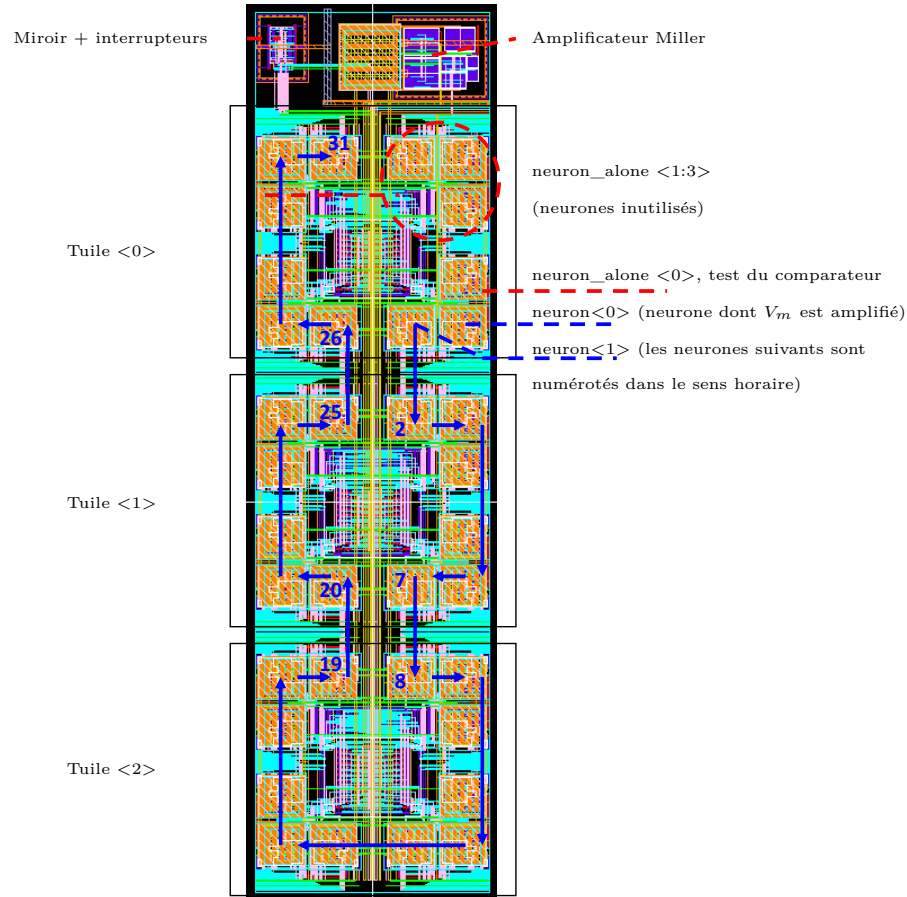 Miroir + interrupteurs
Amplificateur Miller
31
neuron_alone <1:3>
(neurones inutilisés)
Tuile <0>
neuron_alone <0>, test du comparateur
neuron<0> (neurone dont V_m est amplifié)
26
neuron<1> (les neurones suivants sont
numérotés dans le sens horaire)
25
2
Tuile <1>
20
7
19
8
Tuile <2>